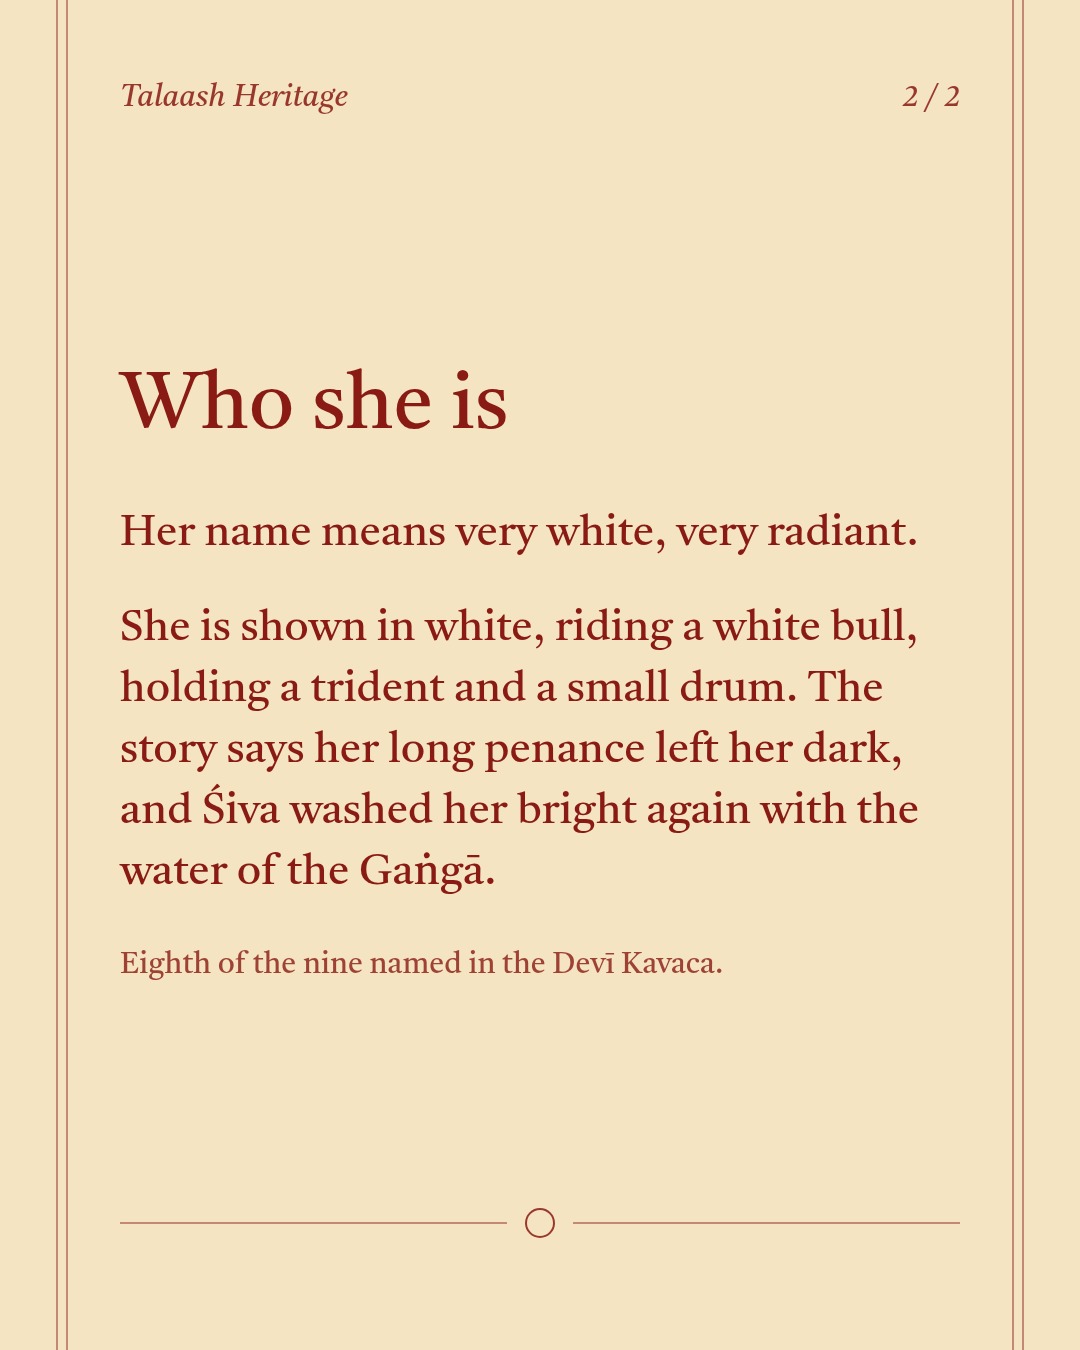 Talaash Heritage
2 / 2
Who she is
Her name means very white, very radiant.
She is shown in white, riding a white bull,
holding a trident and a small drum. The
story says her long penance left her dark,
and Śiva washed her bright again with the
water of the Gaṅgā.
Eighth of the nine named in the Devī Kavaca.